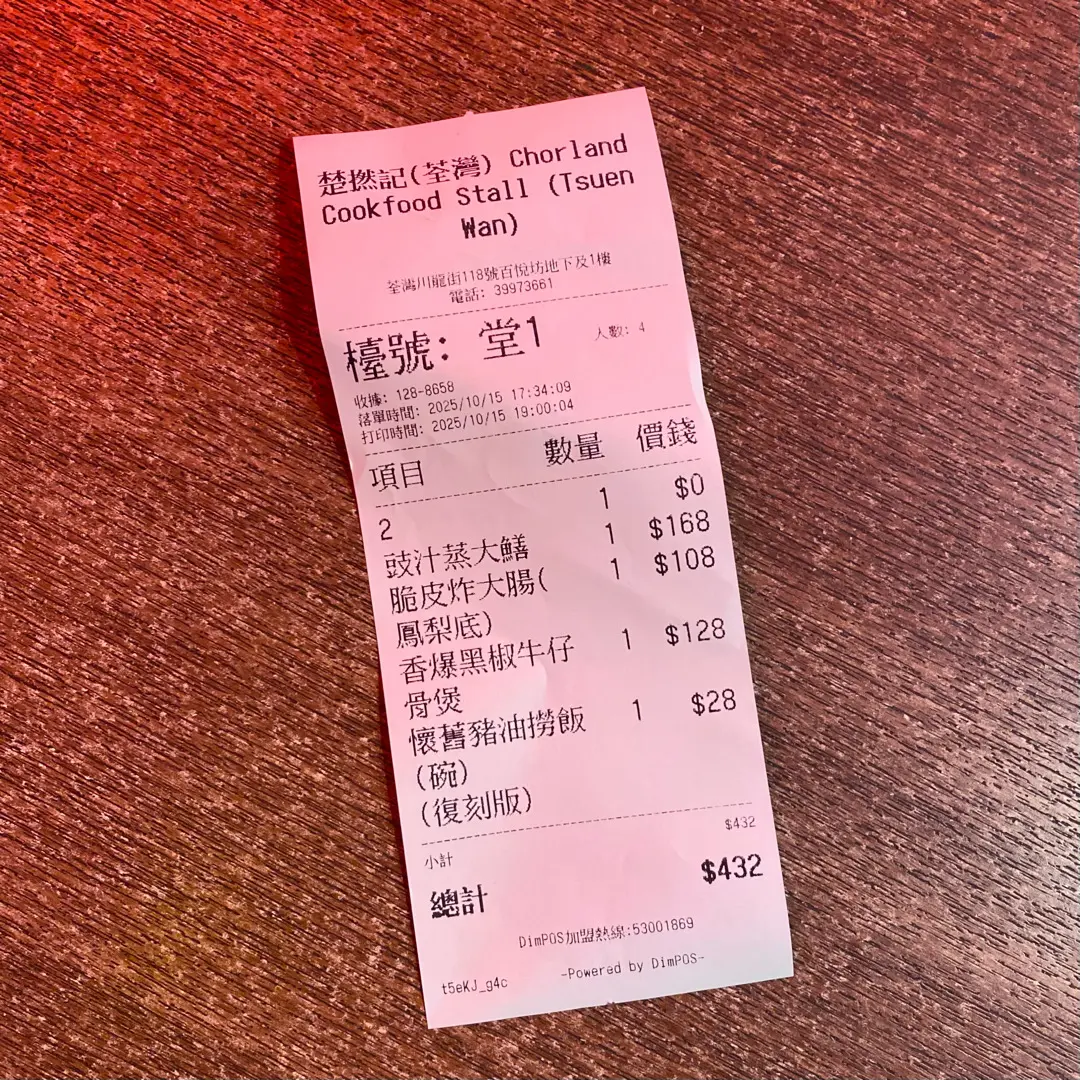 楚撚記(荃灣) Chorland
Cookfood Stall (Tsuen
Wan)
荃灣川龍街118號百悅坊地下及1樓
電話: 39973661
檯號: 堂1 人數: 4
收據: 128-8658
落單時間: 2025/10/15 17:34:09
打印時間: 2025/10/15 19:00:04
項目 數量 價錢
2 1 $0
豉汁蒸大鱔 1 $168
脆皮炸大腸( 1 $108
鳳梨底)
香爆黑椒牛仔 1 $128
骨煲
懷舊豬油撈飯 1 $28
(碗)
(復刻版)
小計 $432
總計 $432
DimPOS加盟熱線:53001869
-Powered by DimPOS-
t5eKJ_g4c